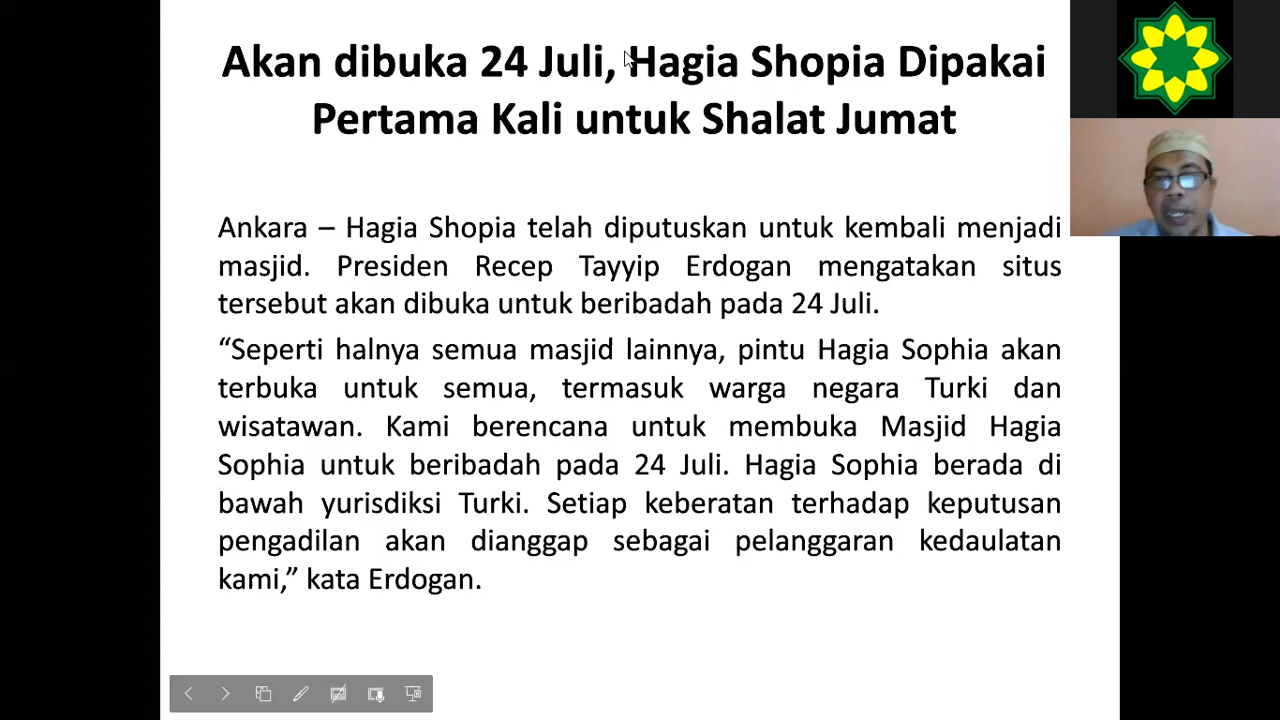 Akan dibuka 24 Juli, Hagia Shopia Dipakai
Pertama Kali untuk Shalat Jumat
Ankara – Hagia Shopia telah diputuskan untuk kembali menjadi
masjid. Presiden Recep Tayyip Erdogan mengatakan situs
tersebut akan dibuka untuk beribadah pada 24 Juli.
“Seperti halnya semua masjid lainnya, pintu Hagia Sophia akan
terbuka untuk semua, termasuk warga negara Turki dan
wisatawan. Kami berencana untuk membuka Masjid Hagia
Sophia untuk beribadah pada 24 Juli. Hagia Sophia berada di
bawah yurisdiksi Turki. Setiap keberatan terhadap keputusan
pengadilan akan dianggap sebagai pelanggaran kedaulatan
kami,” kata Erdogan.